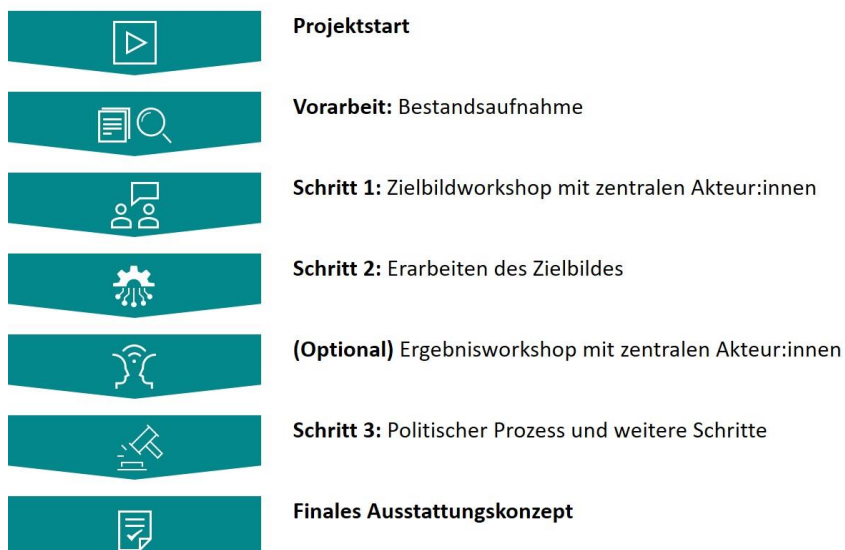 Projektstart
Vorarbeit: Bestandsaufnahme
Schritt 1: Zielbildworkshop mit zentralen Akteur:innen
Schritt 2: Erarbeiten des Zielbildes
(Optional) Ergebnisworkshop mit zentralen Akteur:innen
Schritt 3: Politischer Prozess und weitere Schritte
Finales Ausstattungskonzept